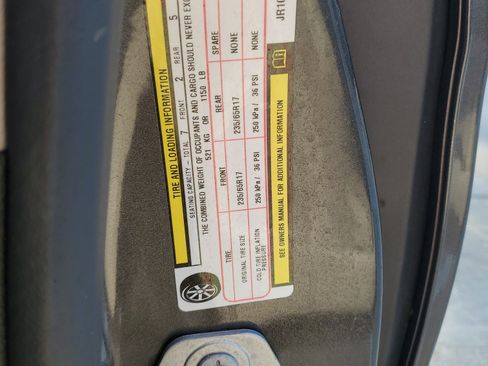 TIRE AND LOADING INFORMATION
SEATING CAPACITY - TOTAL 7 FRONT 2 REAR 5
THE COMBINED WEIGHT OF OCCUPANTS AND CARGO SHOULD NEVER EXC
521 KG OR 1150 LB
TIRE FRONT REAR SPARE
ORIGINAL TIRE SIZE 235/65R17 235/65R17 NONE
COLD TIRE INFLATION PRESSURE 250 kPa / 36 PSI 250 kPa / 36 PSI NONE
SEE OWNERS MANUAL FOR ADDITIONAL INFORMATION